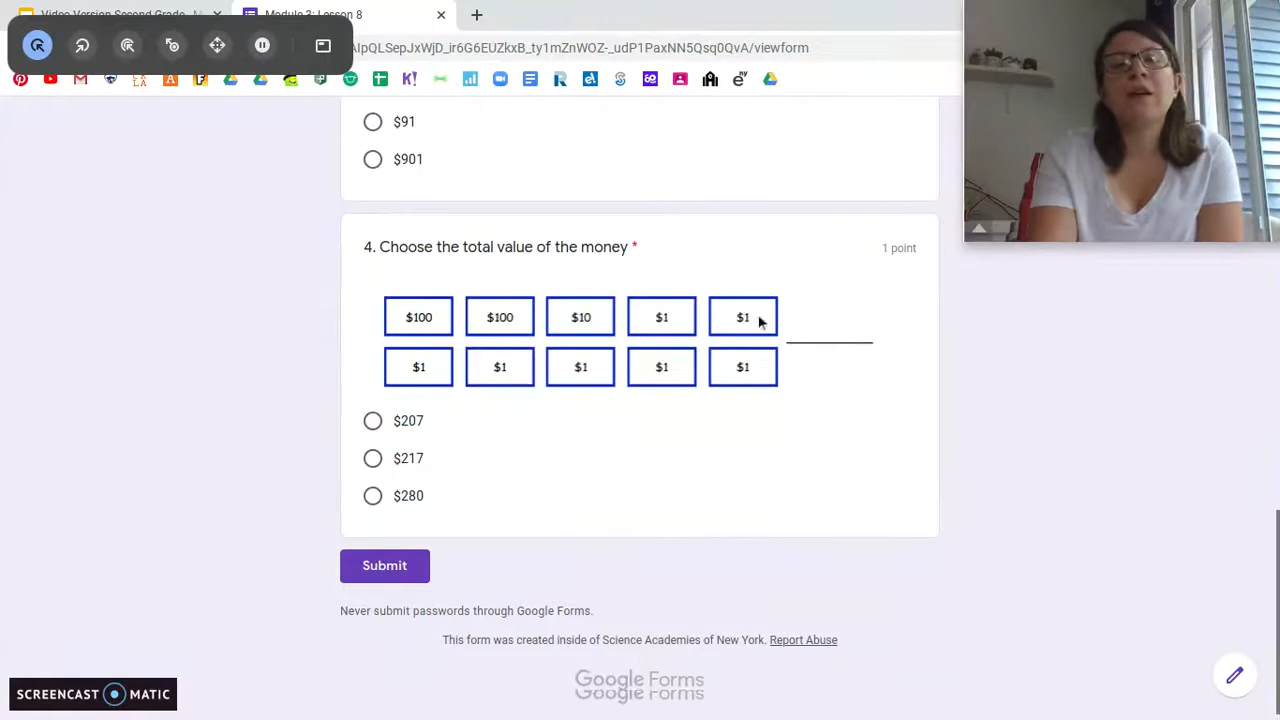 Video Version Second Grade
Module 3: Lesson 8
AIpQLSepJxWjD_ir6G6EUZkxB_ty1mZnWOZ-_udP1PaxNN5Qsq0QvA/viewform
$91
$901
4. Choose the total value of the money *
1 point
$100 $100 $10 $1 $1
$1 $1 $1 $1 $1
$207
$217
$280
Submit
Never submit passwords through Google Forms.
This form was created inside of Science Academies of New York. Report Abuse
Google Forms
Google Forms
SCREENCAST MATIC